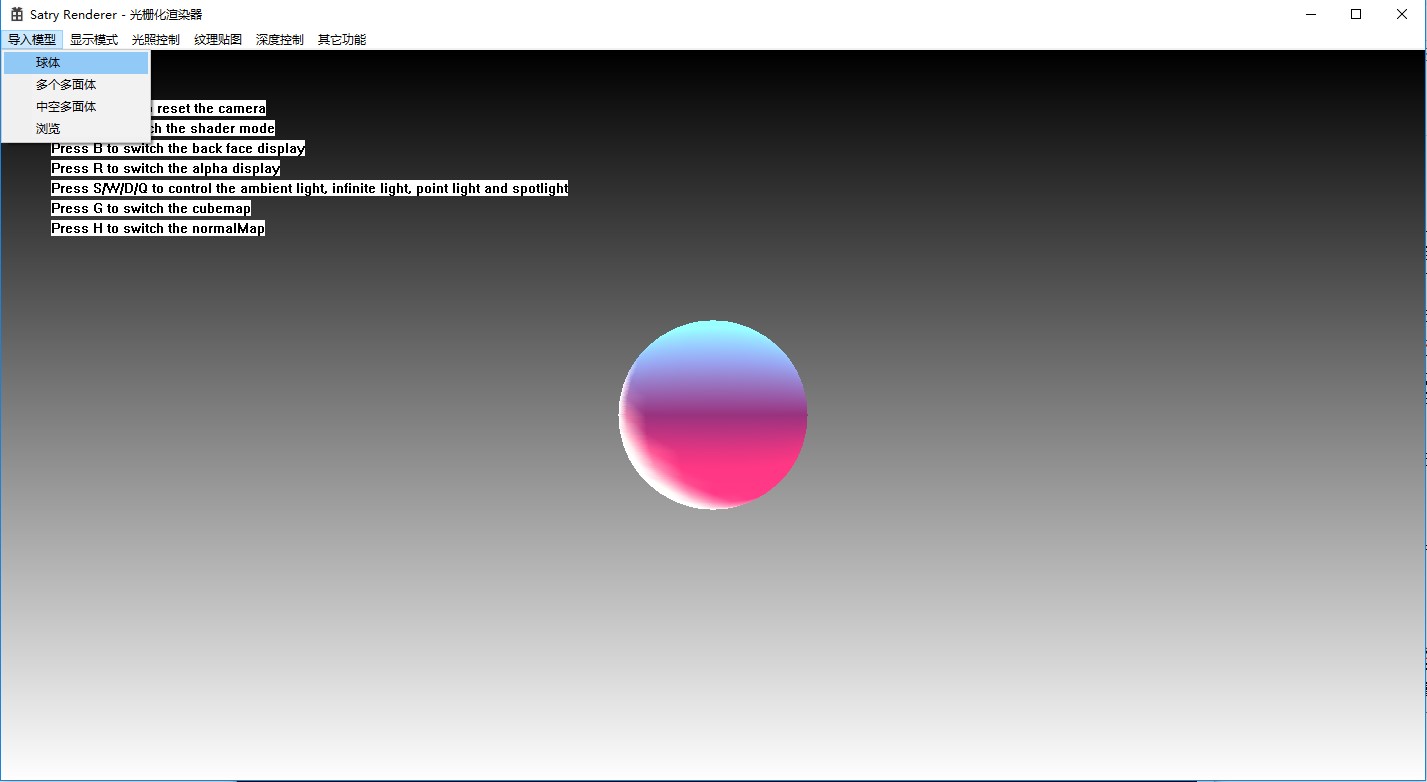 Satry Renderer - 光栅化渲染器
导入模型 显示模式 光照控制 纹理贴图 深度控制 其它功能
球体
多个多面体
中空多面体
浏览
reset the camera
the shader mode
Press B to switch the back face display
Press R to switch the alpha display
Press S/W/D/Q to control the ambient light, infinite light, point light and spotlight
Press G to switch the cubemap
Press H to switch the normalMap